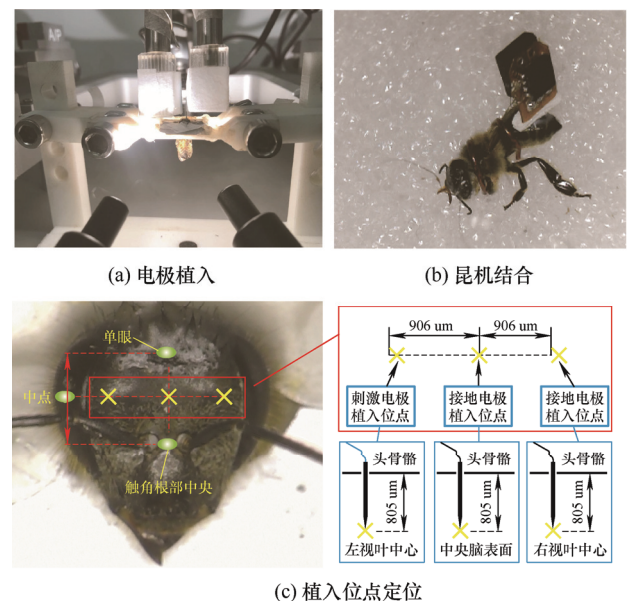 AP
(a) 电极植入
(b) 昆机结合
单眼
中点
触角根部中央
906 um
906 um
刺激电极
植入位点
接地电极
植入位点
接地电极
植入位点
头骨骼
805 um
左视叶中心
头骨骼
805 um
中央脑表面
头骨骼
805 um
右视叶中心
(c) 植入位点定位